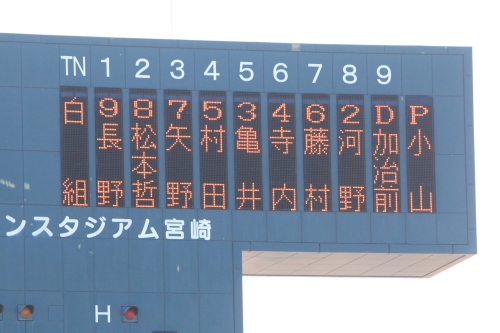 TN 1 2 3 4 5 6 7 8 9
白組
9 長野
8 松本哲
7 矢野
5 村田
3 亀井
4 寺内
6 藤村
2 河野
D 加治前
P 小山
ンスタジアム宮崎
H